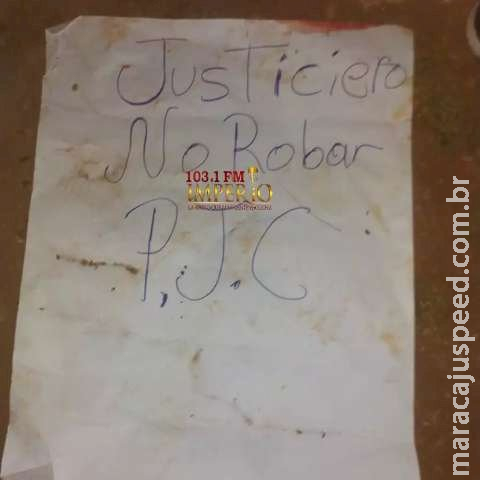 JusTiciero
No Robar
103.1 FM
IMPERIO
P.J.C
maracajuspeed.com.br